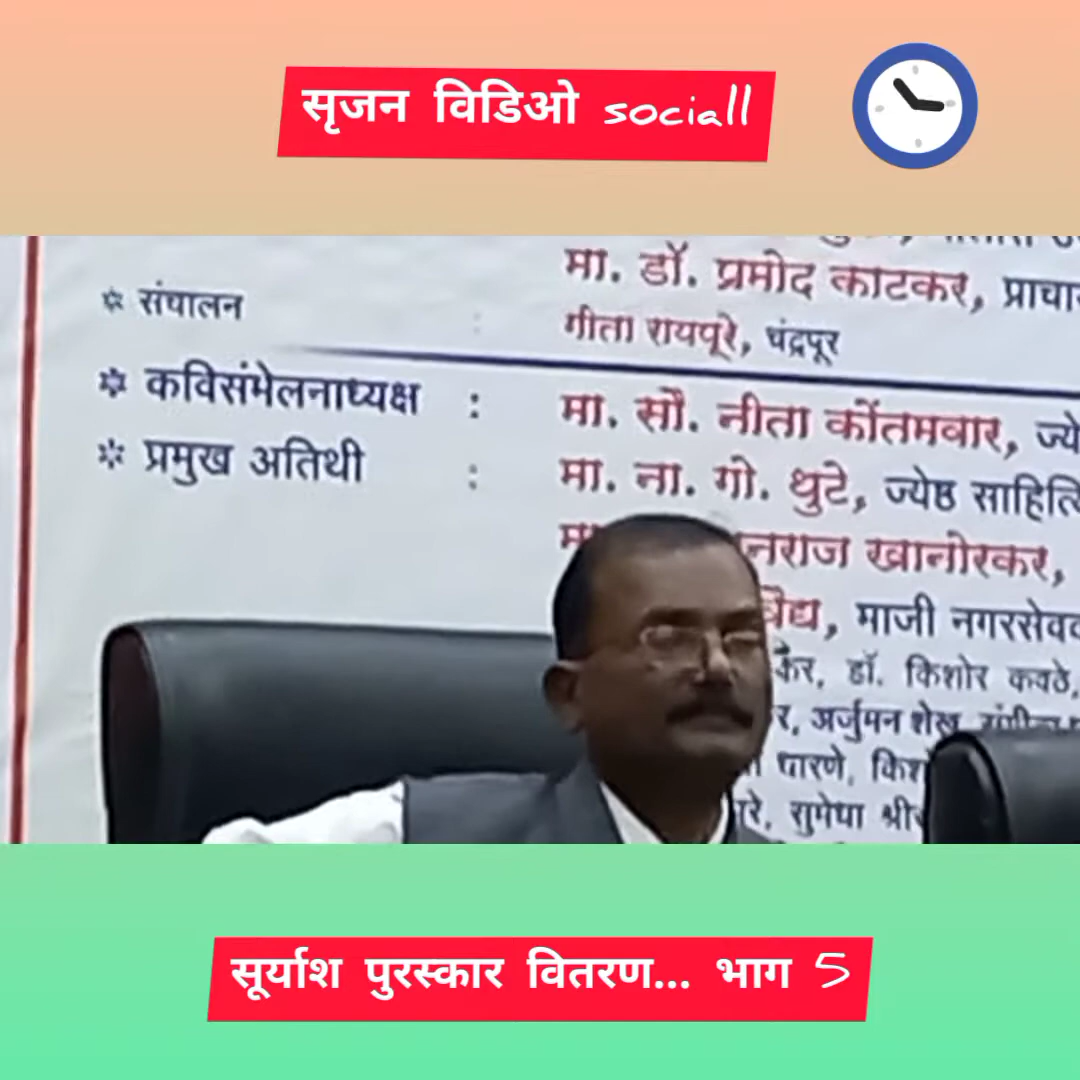 सृजन विडिओ sociall
मा. डॉ. प्रमोद काटकर,
* संचालन : गीता रायपूरे, चंद्रपूर
* कविसंमेलनाध्यक्ष : मा. सौ. नीता कोंतमवार,
* प्रमुख अतिथी : मा. ना. गो. थुटे, ज्येष्ठ
खानोरकर,
माजी
डॉ. किशोर कवठे,
अर्जुमन शेख,
धारणे,
सुमेधा
सूर्याश पुरस्कार वितरण... भाग 5